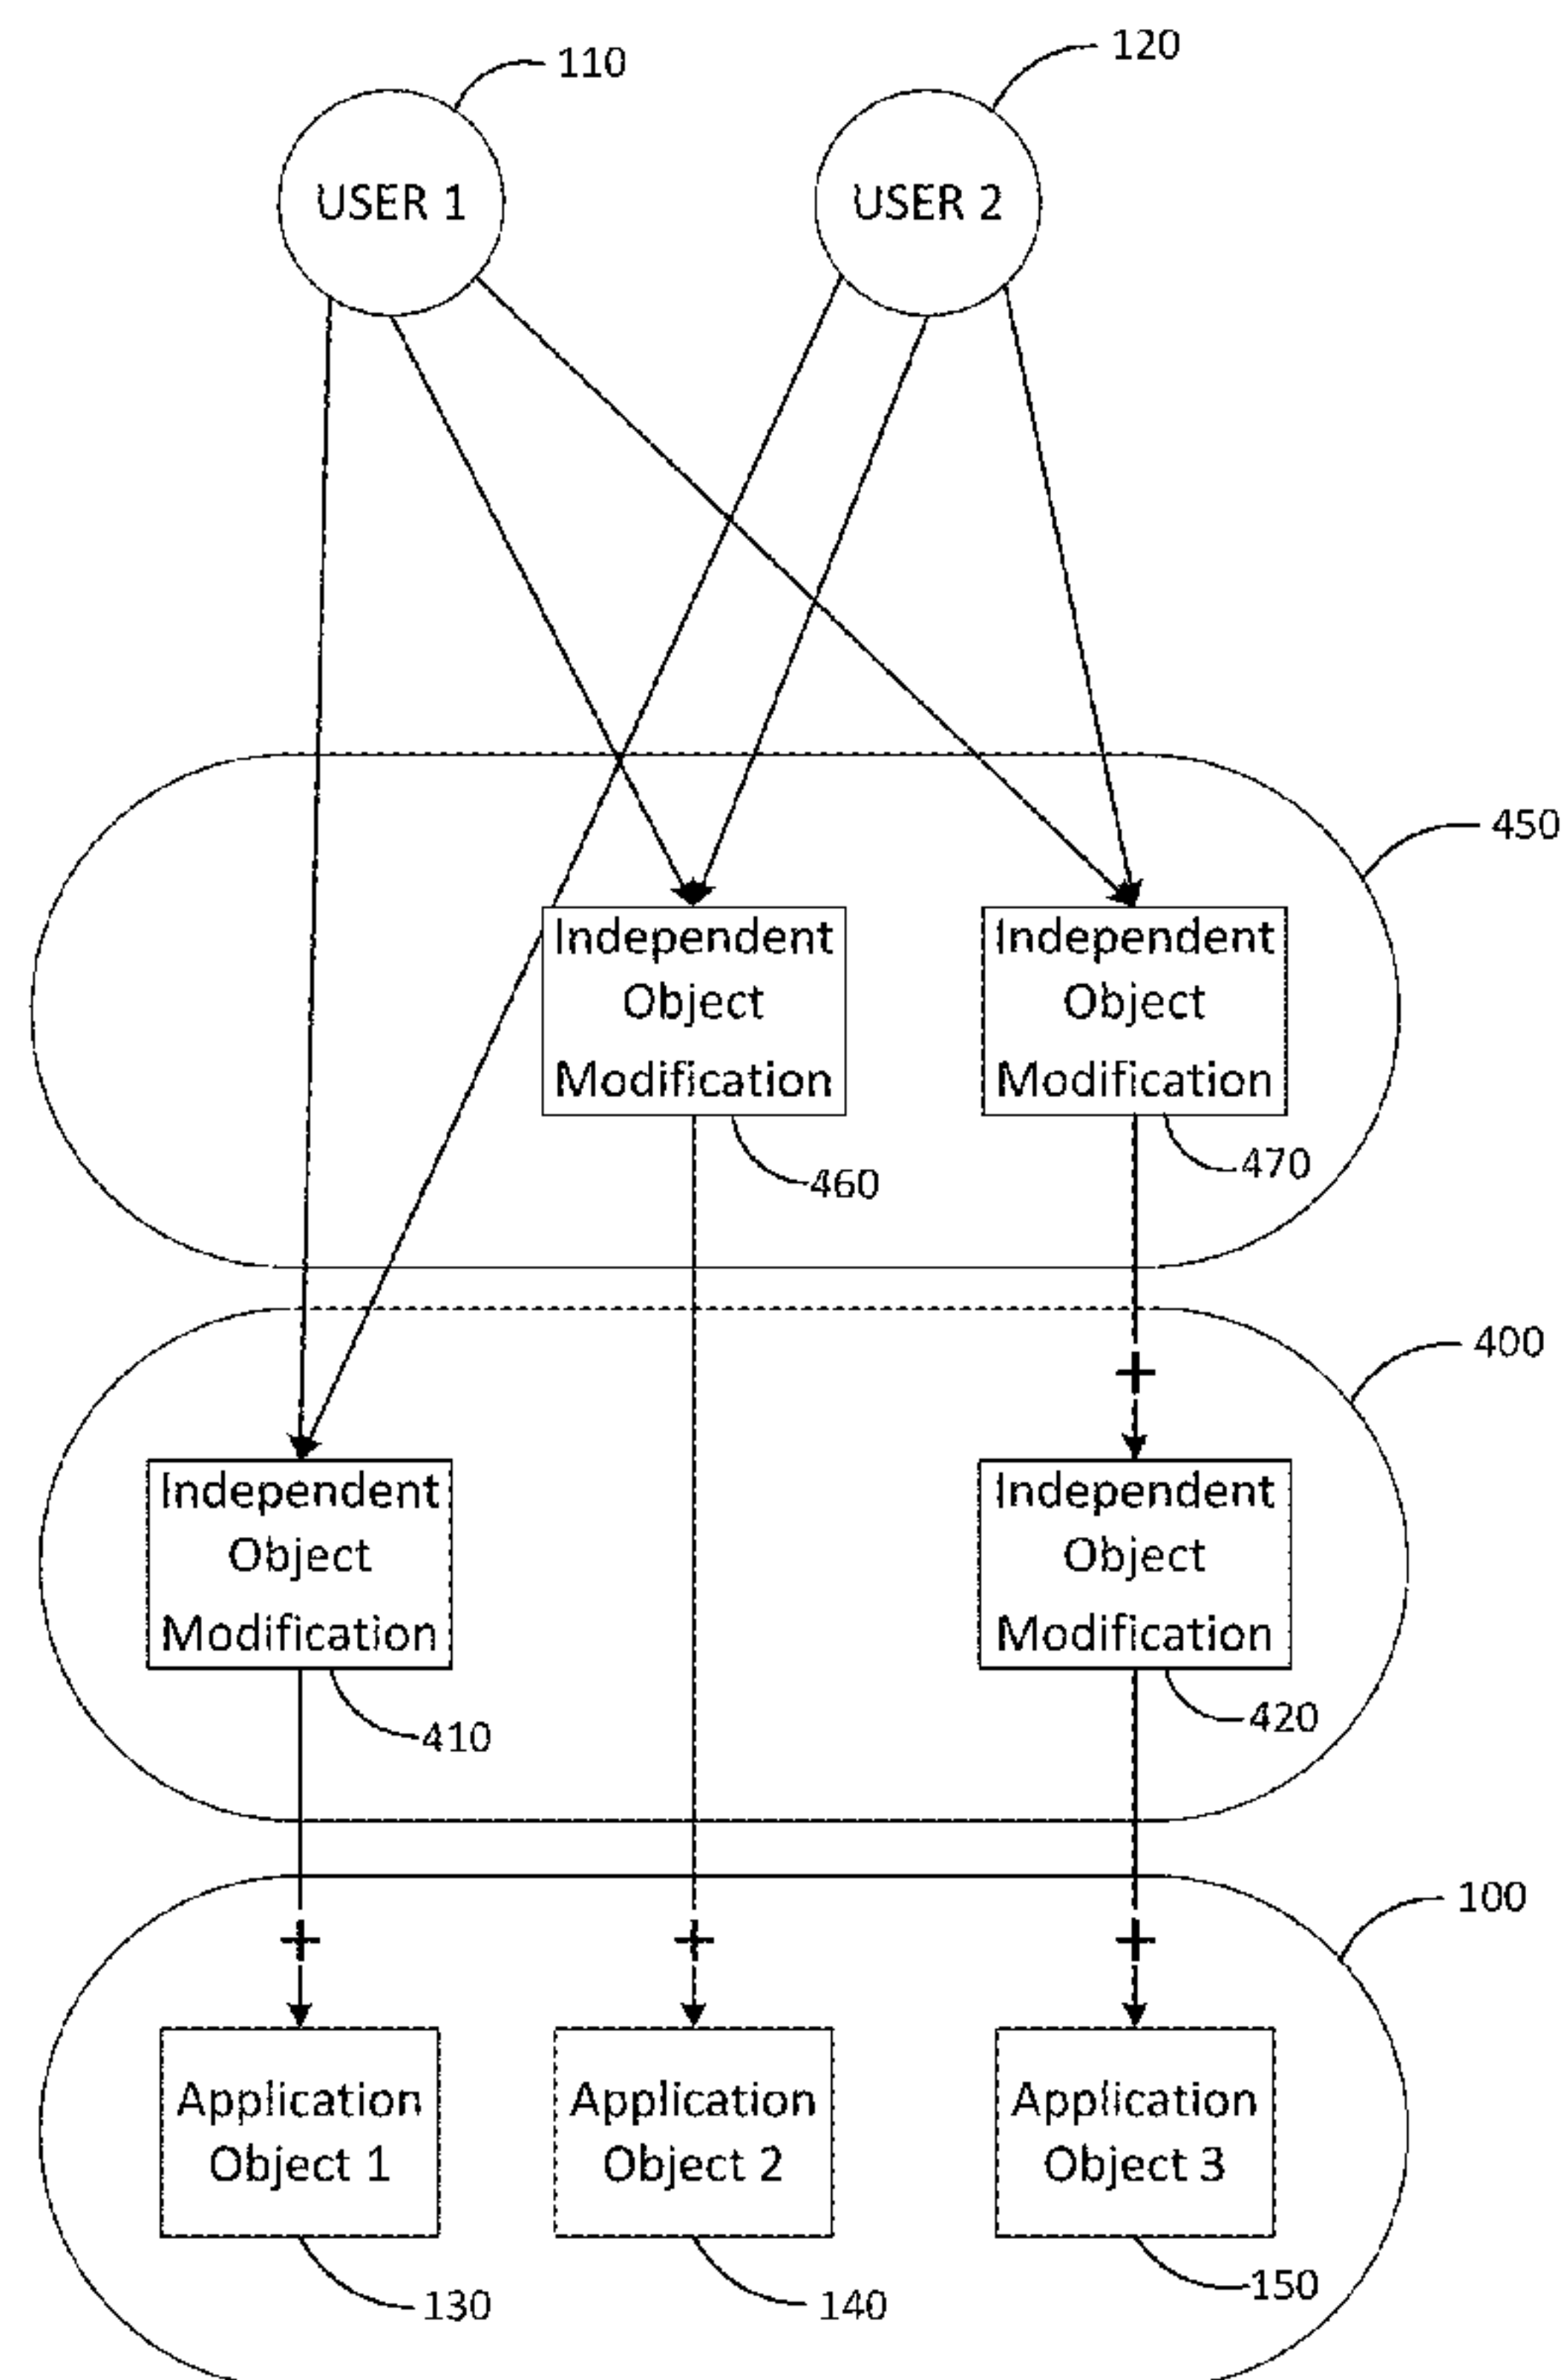 110
120
USER 1
USER 2
450
Independent
Object
Modification
Independent
Object
Modification
460
470
400
Independent
Object
Modification
Independent
Object
Modification
410
420
100
Application
Object 1
Application
Object 2
Application
Object 3
130
140
150